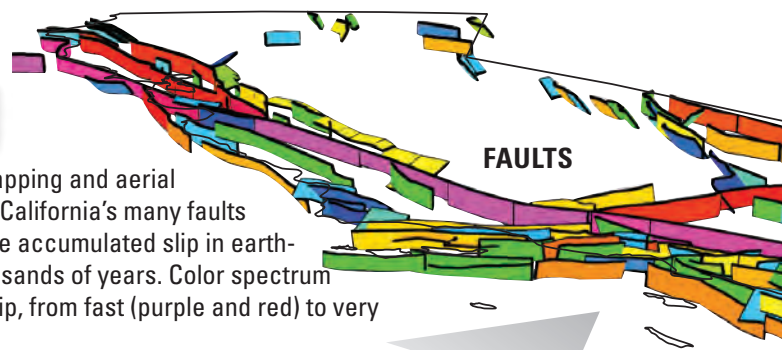 FAULTS
apping and aerial
California's many faults
e accumulated slip in earth-
sands of years. Color spectrum
ip, from fast (purple and red) to very